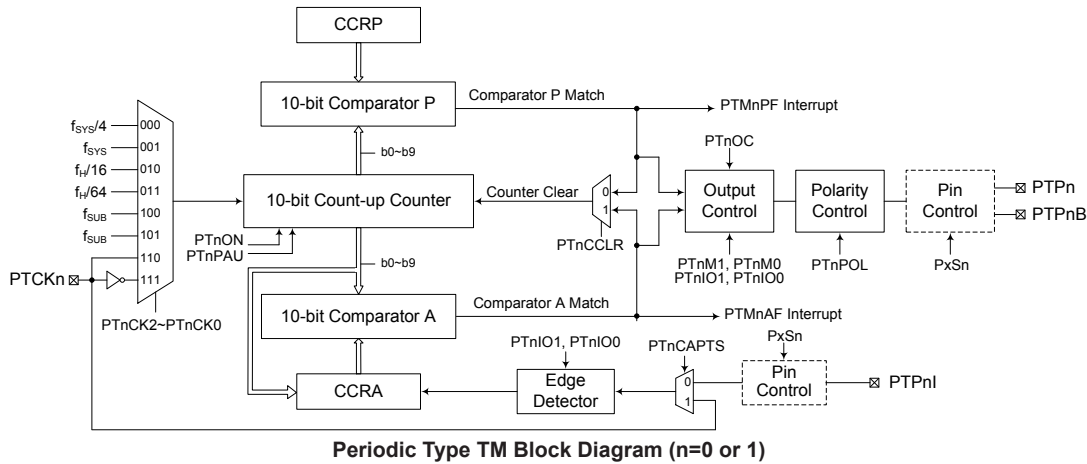 CCRP
10-bit Comparator P
Comparator P Match
PTMnPF Interrupt
b0~b9
PTnOC
fSYS/4
000
fSYS
001
fH/16
010
fH/64
011
fSUB
100
fSUB
101
110
111
PTCKn
PTnCK2~PTnCK0
10-bit Count-up Counter
PTnON
PTnPAU
Counter Clear
0
1
PTnCCLR
Output
Control
PTnM1, PTnM0
PTnIO1, PTnIO0
Polarity
Control
PTnPOL
Pin
Control
PxSn
PTPn
PTPnB
b0~b9
10-bit Comparator A
Comparator A Match
PTMnAF Interrupt
CCRA
PTnIO1, PTnIO0
Edge
Detector
PTnCAPTS
0
1
PxSn
Pin
Control
PTPnI
Periodic Type TM Block Diagram (n=0 or 1)